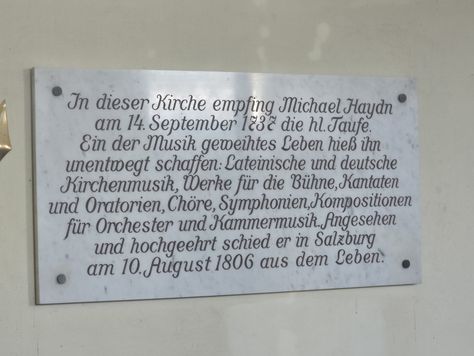 In dieser Kirche empfing Michael Haydn
am 14. September 1737 die hl. Taufe.
Ein der Musik geweihtes Leben hieß ihn
unentwegt schaffen: Lateinische und deutsche
Kirchenmusik, Werke für die Bühne, Kantaten
und Oratorien, Chöre, Symphonien, Kompositionen
für Orchester und Kammermusik. Angesehen
und hochgeehrt schied er in Salzburg
am 10. August 1806 aus dem Leben.